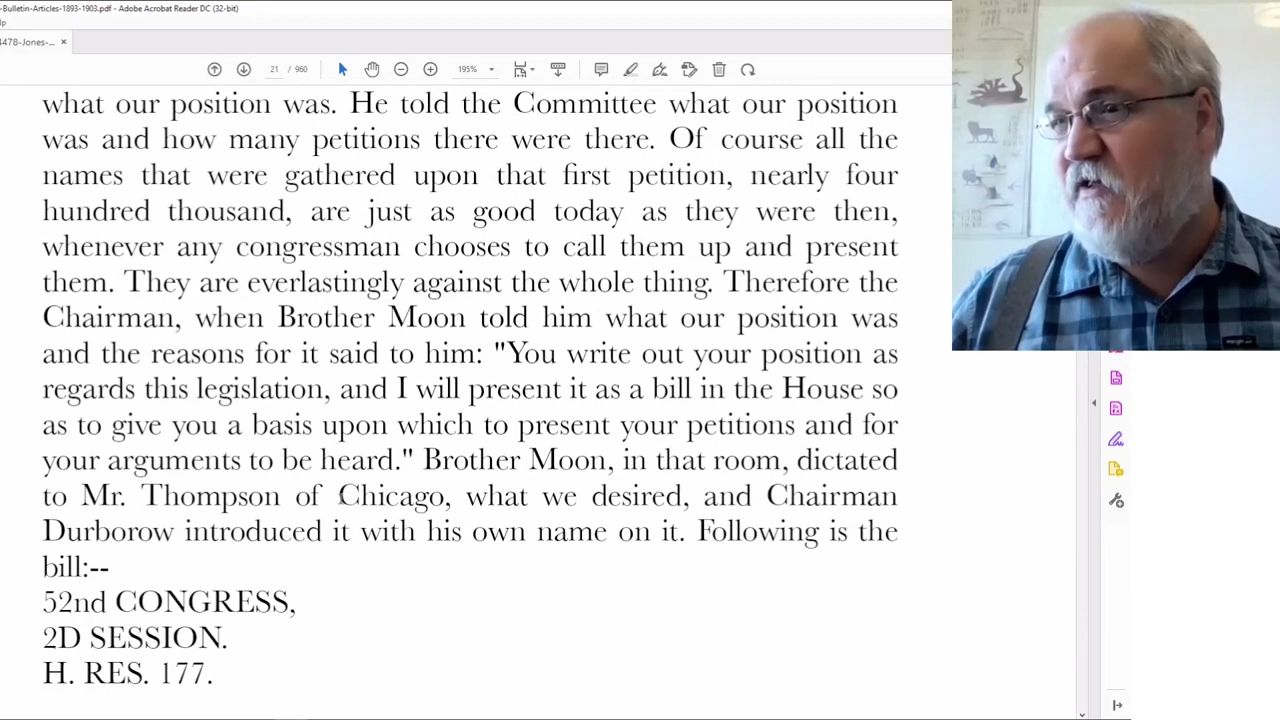 -Bulletin-Articles-1893-1903.pdf - Adobe Acrobat Reader DC (32-bit)
lp
4478-Jones-...
21 / 960
195%
what our position was. He told the Committee what our position
was and how many petitions there were there. Of course all the
names that were gathered upon that first petition, nearly four
hundred thousand, are just as good today as they were then,
whenever any congressman chooses to call them up and present
them. They are everlastingly against the whole thing. Therefore the
Chairman, when Brother Moon told him what our position was
and the reasons for it said to him: "You write out your position as
regards this legislation, and I will present it as a bill in the House so
as to give you a basis upon which to present your petitions and for
your arguments to be heard." Brother Moon, in that room, dictated
to Mr. Thompson of Chicago, what we desired, and Chairman
Durborow introduced it with his own name on it. Following is the
bill:--
52nd CONGRESS,
2D SESSION.
H. RES. 177.